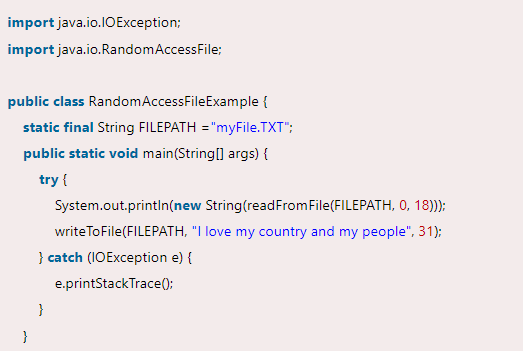 import java.io.IOException;
import java.io.RandomAccessFile;
public class RandomAccessFileExample {
static final String FILEPATH ="myFile.TXT";
public static void main(String[] args) {
try {
System.out.println(new String(readFromFile(FILEPATH, 0, 18)));
writeToFile(FILEPATH, "I love my country and my people", 31);
} catch (IOException e) {
e.printStackTrace();
}
}